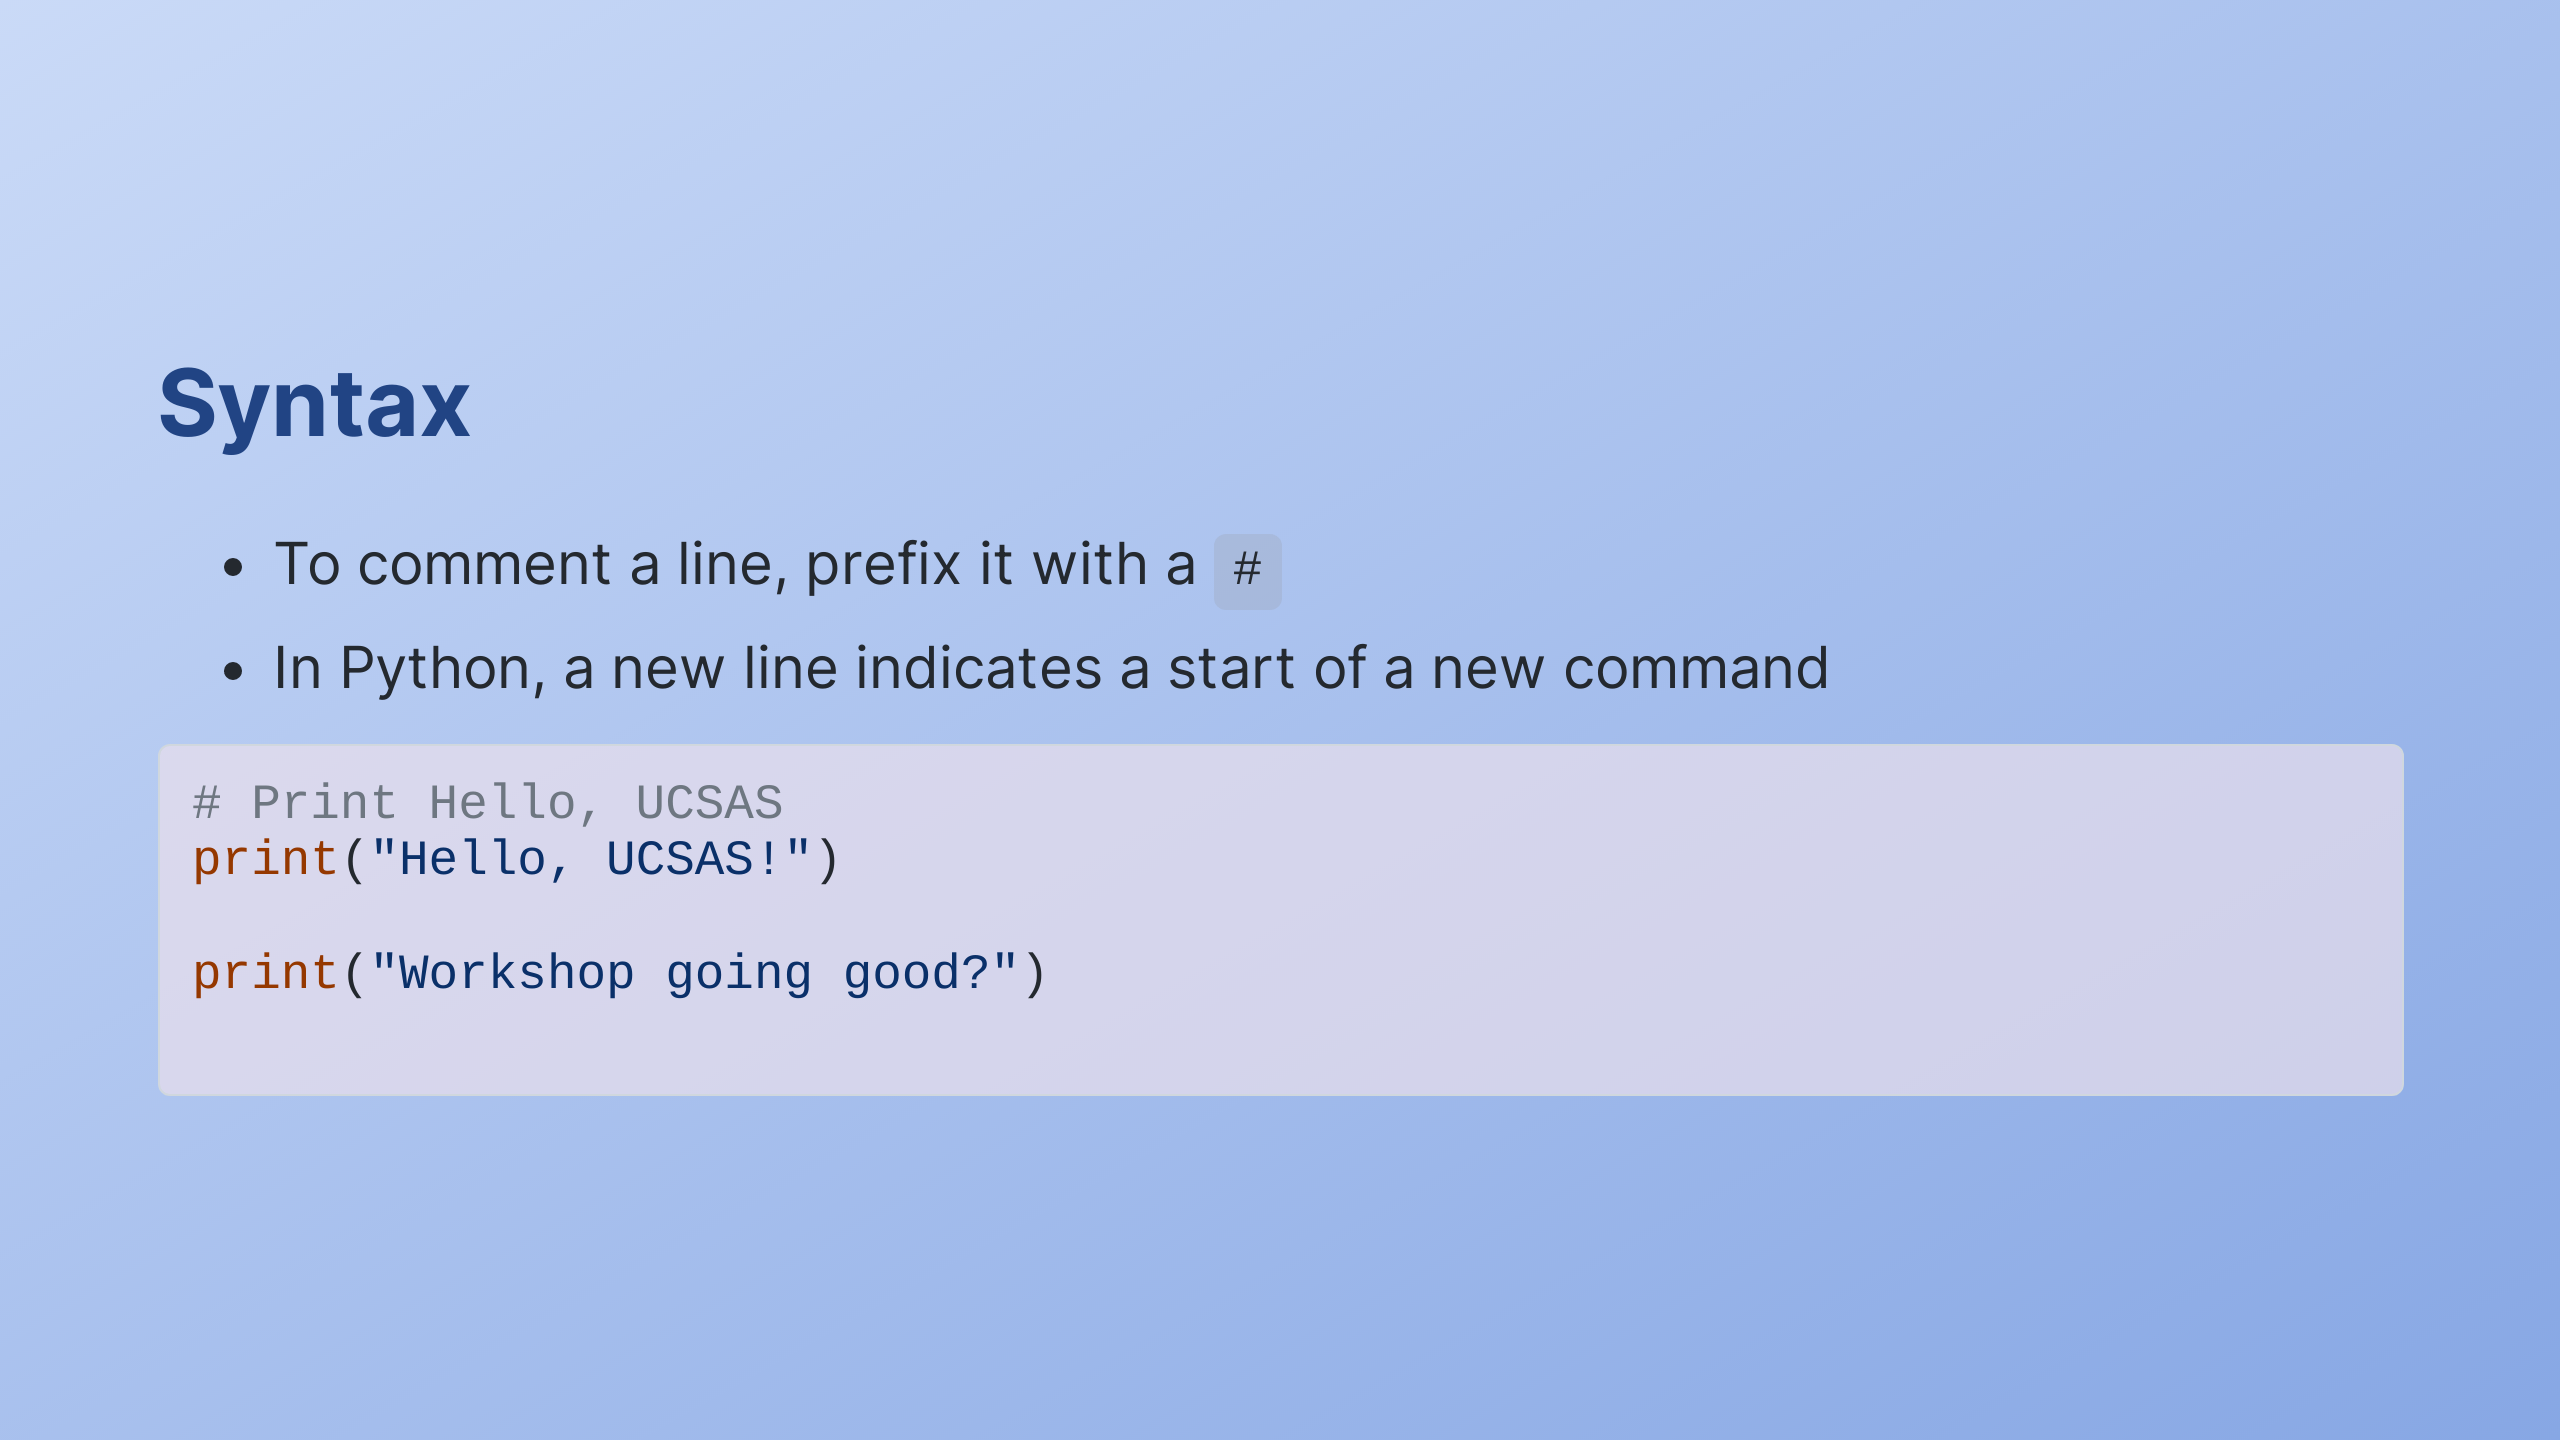 Syntax
• To comment a line, prefix it with a #
• In Python, a new line indicates a start of a new command
# Print Hello, UCSAS
print("Hello, UCSAS!")
print("Workshop going good?")